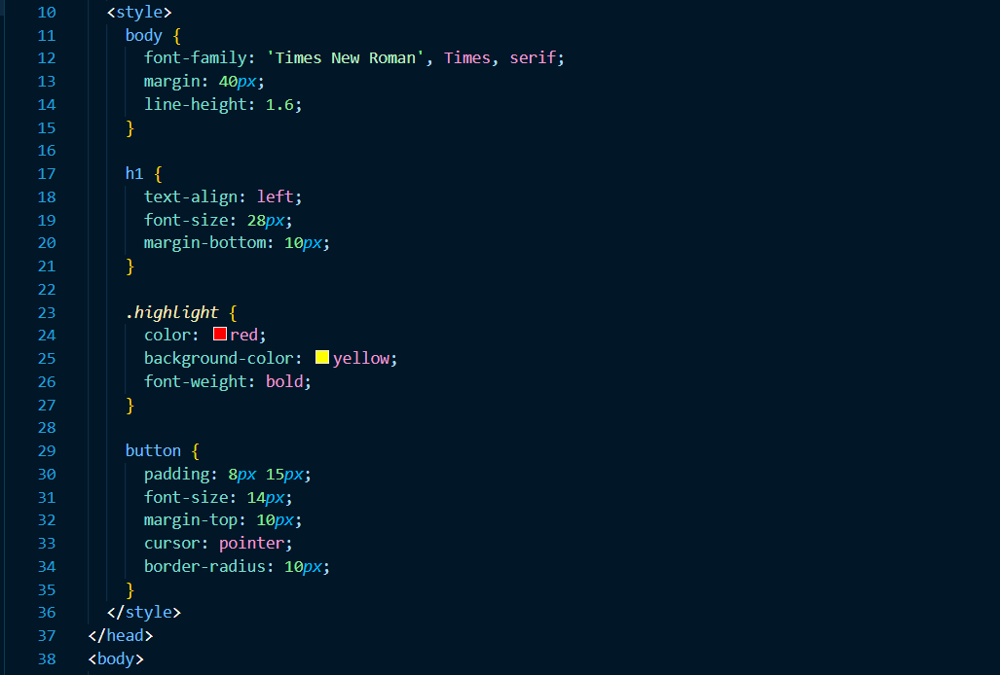 10 <style>
11 body {
12 font-family: 'Times New Roman', Times, serif;
13 margin: 40px;
14 line-height: 1.6;
15 }
16
17 h1 {
18 text-align: left;
19 font-size: 28px;
20 margin-bottom: 10px;
21 }
22
23 .highlight {
24 color: red;
25 background-color: yellow;
26 font-weight: bold;
27 }
28
29 button {
30 padding: 8px 15px;
31 font-size: 14px;
32 margin-top: 10px;
33 cursor: pointer;
34 border-radius: 10px;
35 }
36 </style>
37 </head>
38 <body>